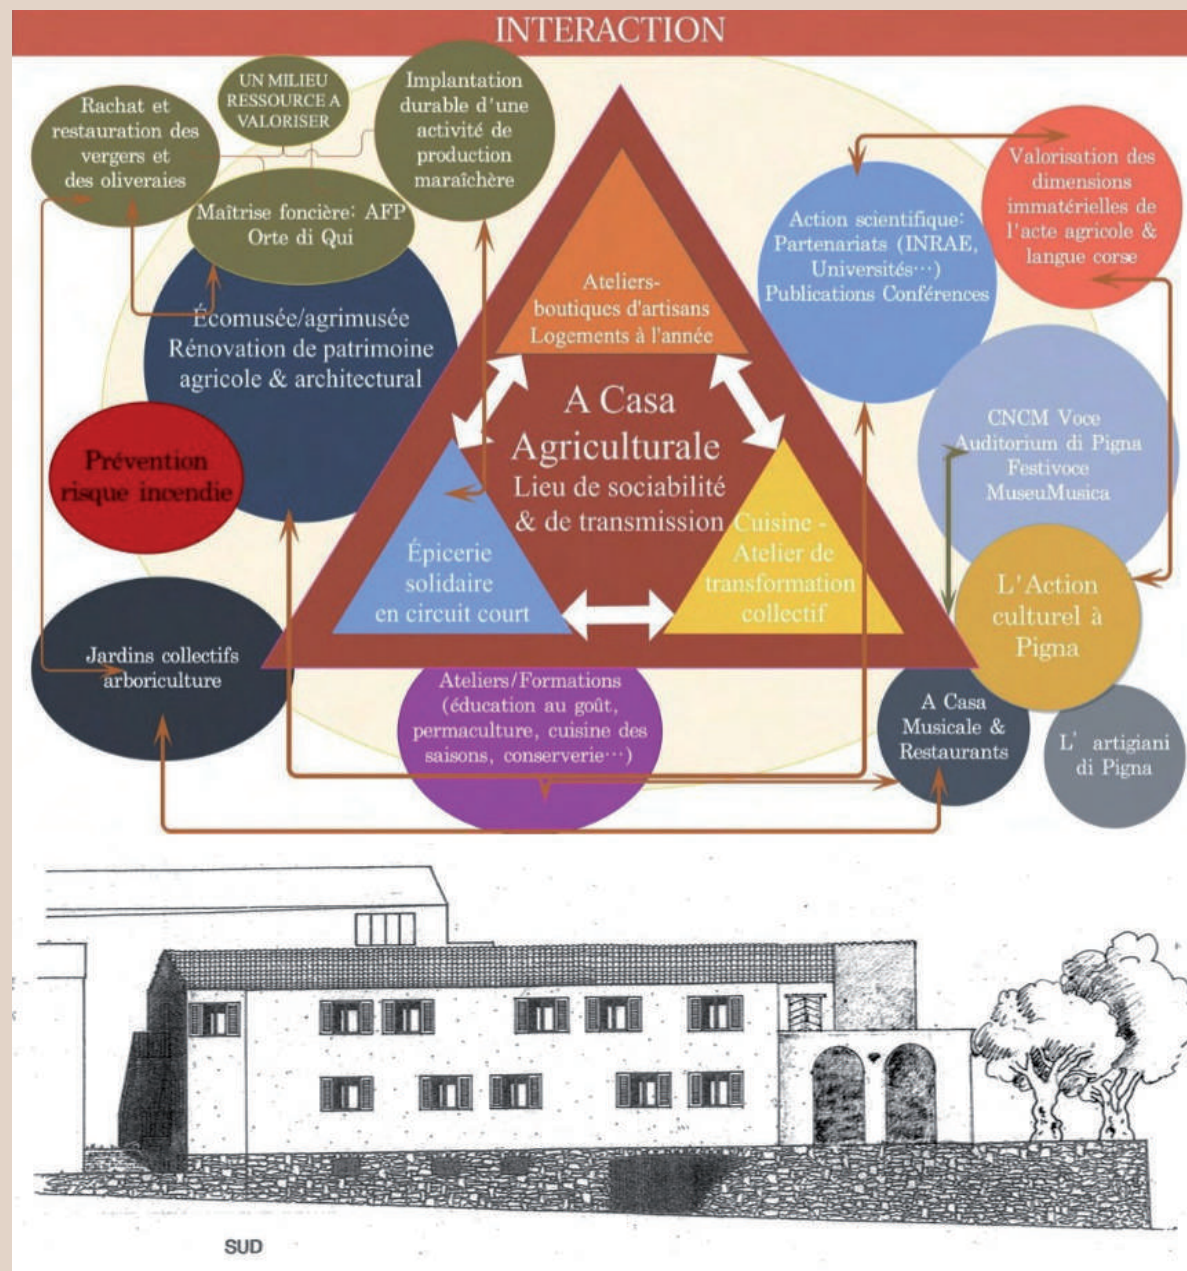 INTERACTION
UN MILIEU
RESSOURCE A
VALORISER
Rachat et
restauration des
vergers et
des oliveraies
Implantation
durable d'une
activité de
production
maraîchère
Maîtrise foncière: AFP
Orte di Qui
Écomusée/agrimusée
Rénovation de patrimoine
agricole & architectural
Prévention
risque incendie
Jardins collectifs
arboriculture
Ateliers-
boutiques d'artisans
Logements à l'année
A Casa
Agriculturale
Lieu de sociabilité
& de transmission
Épicerie
solidaire
en circuit court
Cuisine -
Atelier de
transformation
collectif
Ateliers/Formations
(éducation au goût,
permaculture, cuisine des
saisons, conserverie…)
Action scientifique:
Partenariats (INRAE,
Universités…)
Publications Conférences
Valorisation des
dimensions
immatérielles de
l'acte agricole &
langue corse
CNCM Voce
Auditorium di Pigna
Festivoce
MuseuMusica
L'Action
culturel à
Pigna
A Casa
Musicale &
Restaurants
L' artigiani
di Pigna
SUD